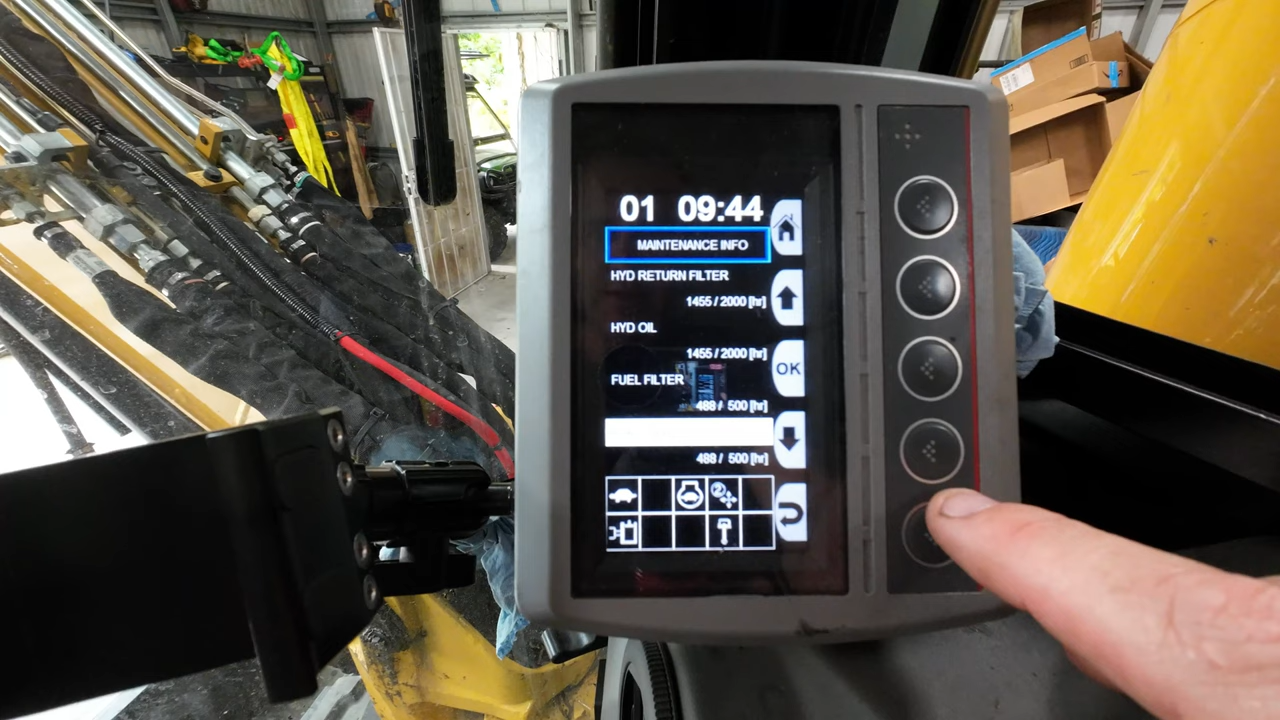 01 09:44
MAINTENANCE INFO
HYD RETURN FILTER
1455 / 2000 [hr]
HYD OIL
1455 / 2000 [hr]
OK
FUEL FILTER
488 / 500 [hr]
488 / 500 [hr]
2